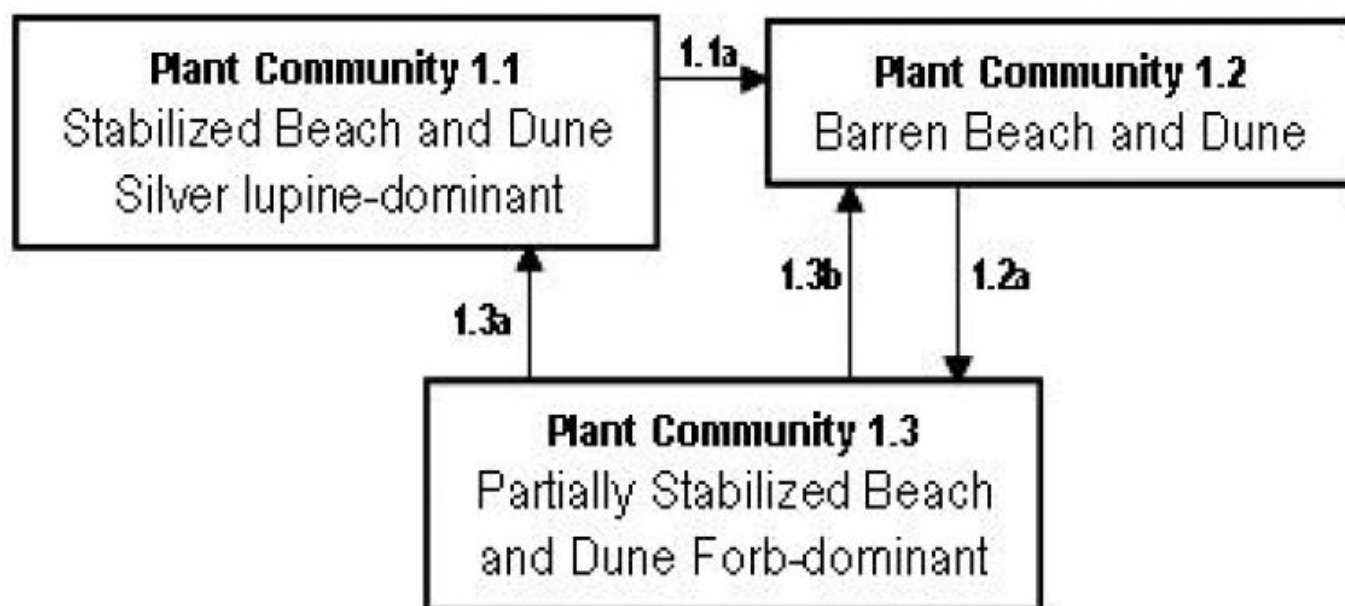 Plant Community 1.1
Stabilized Beach and Dune
Silver lupine-dominant
1.1a
Plant Community 1.2
Barren Beach and Dune
1.3a
1.3b
1.2a
Plant Community 1.3
Partially Stabilized Beach
and Dune Forb-dominant